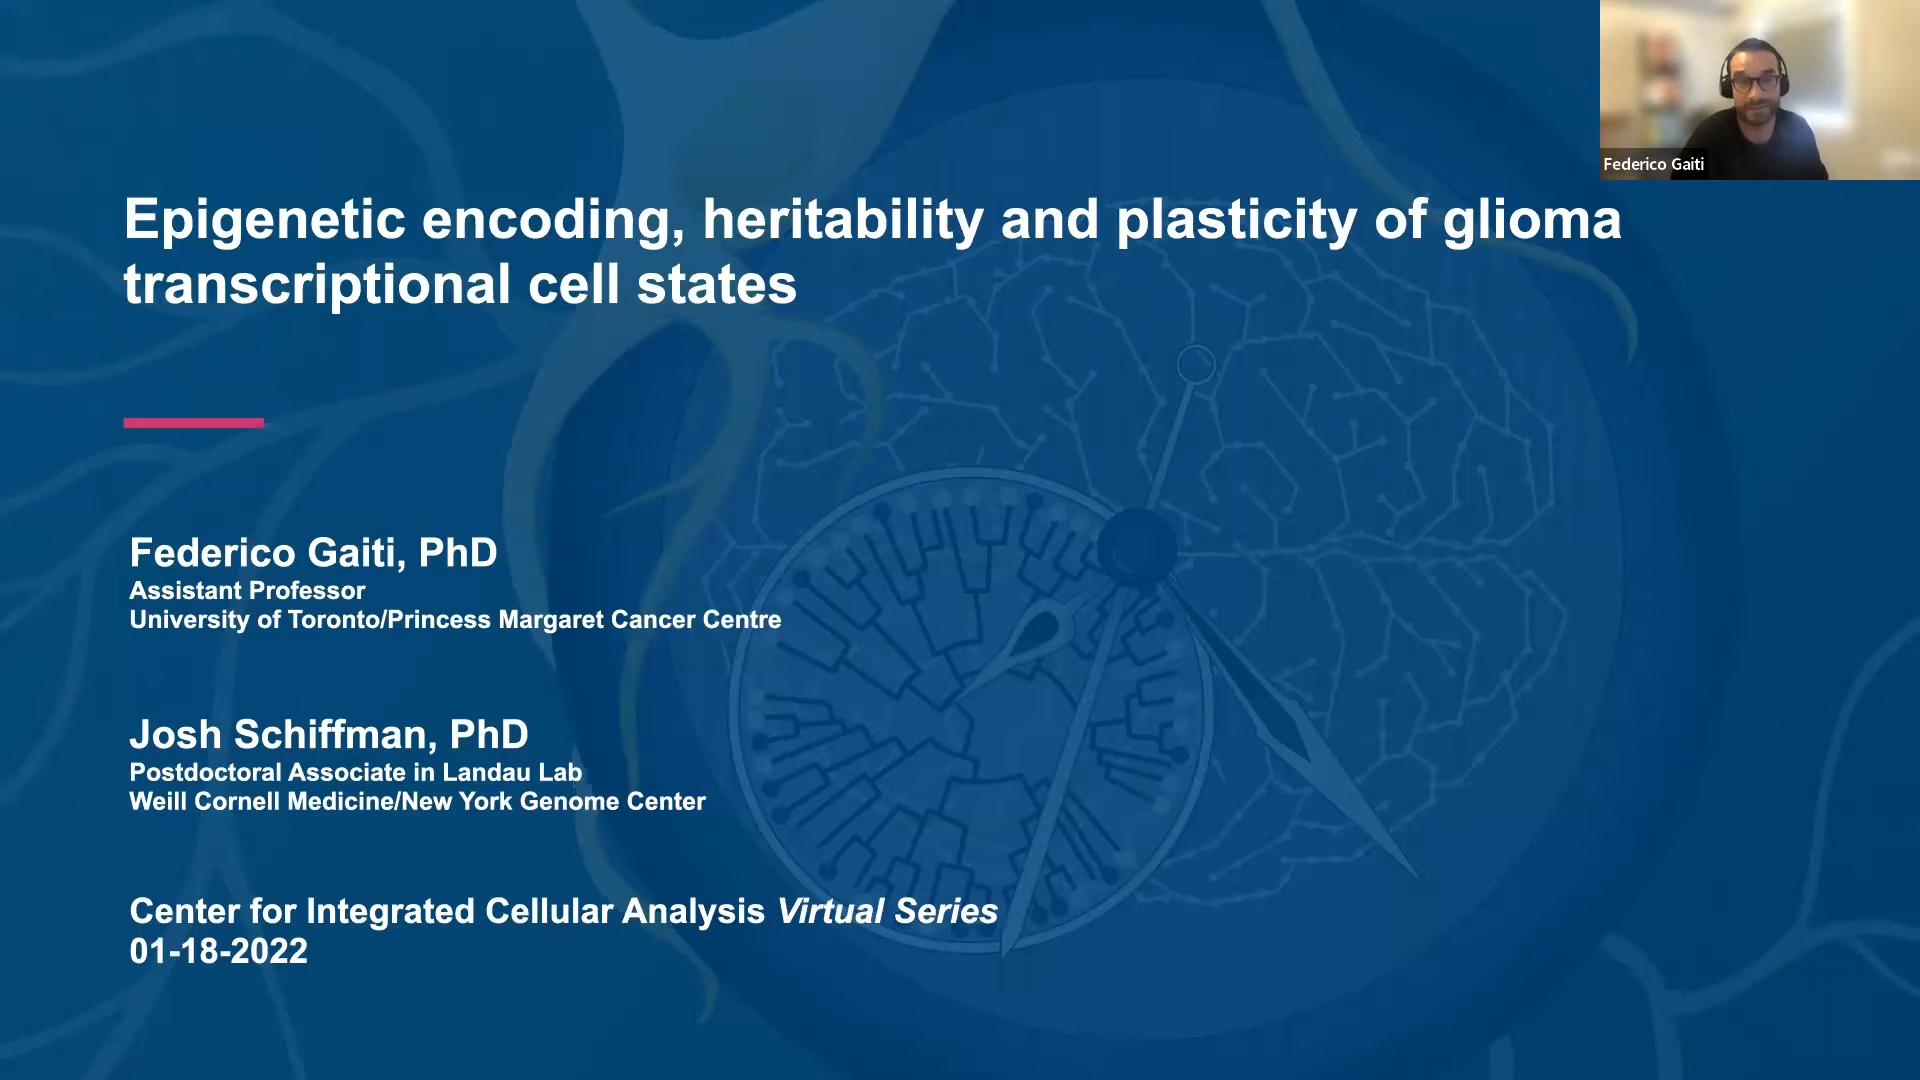 Federico Gaiti
Epigenetic encoding, heritability and plasticity of glioma
transcriptional cell states
Federico Gaiti, PhD
Assistant Professor
University of Toronto/Princess Margaret Cancer Centre
Josh Schiffman, PhD
Postdoctoral Associate in Landau Lab
Weill Cornell Medicine/New York Genome Center
Center for Integrated Cellular Analysis Virtual Series
01-18-2022